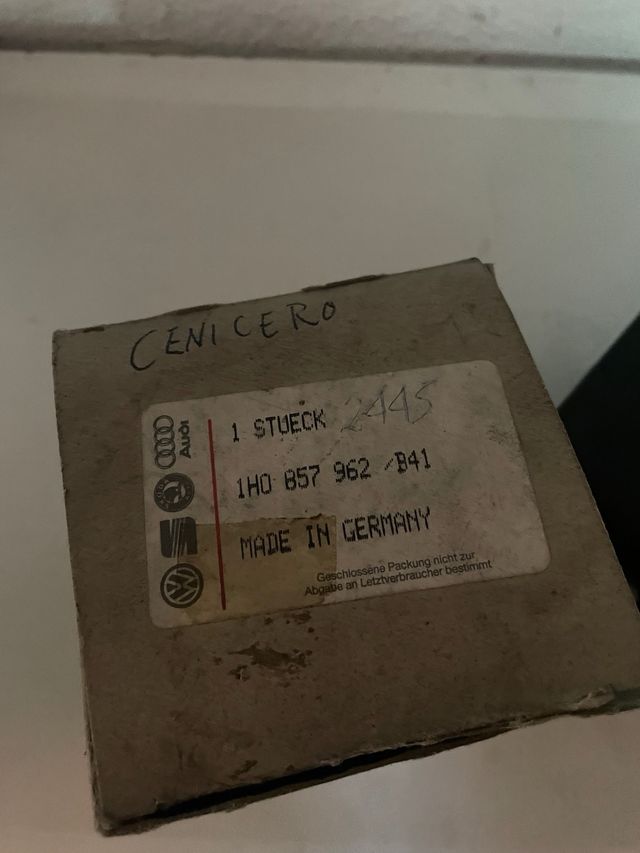 CENICERO
1 STUECK 2445
1H0 857 962 /B41
MADE IN GERMANY
Geschlossene Packung nicht zur
Abgabe an Letztverbraucher bestimmt
Audi